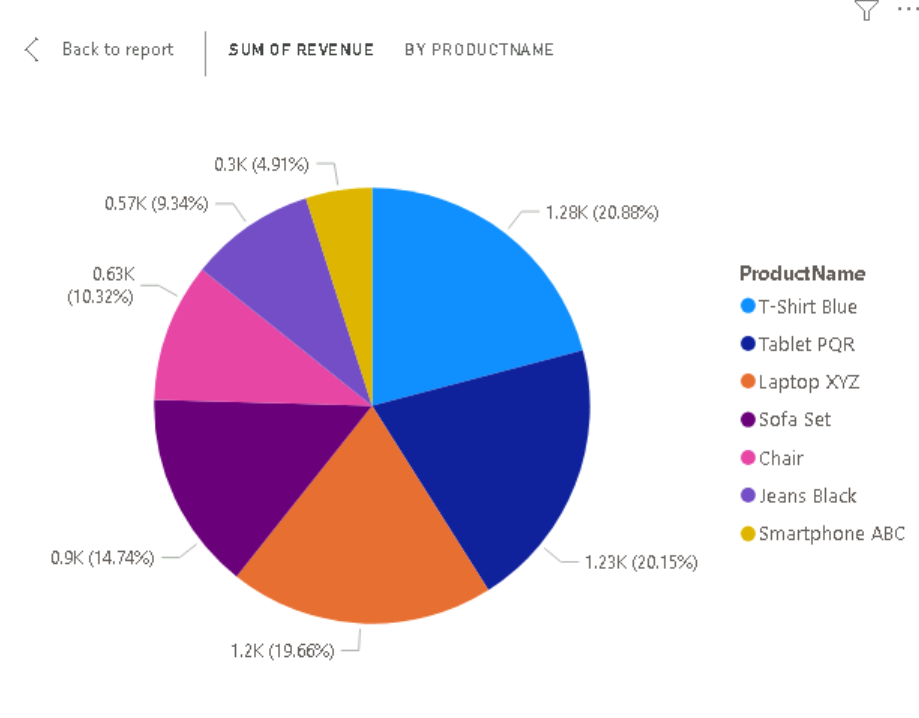 Back to report
SUM OF REVENUE
BY PRODUCTNAME
0.3K (4.91%)
0.57K (9.34%)
1.28K (20.88%)
0.63K
(10.32%)
0.9K (14.74%)
1.23K (20.15%)
1.2K (19.66%)
ProductName
T-Shirt Blue
Tablet PQR
Laptop XYZ
Sofa Set
Chair
Jeans Black
Smartphone ABC